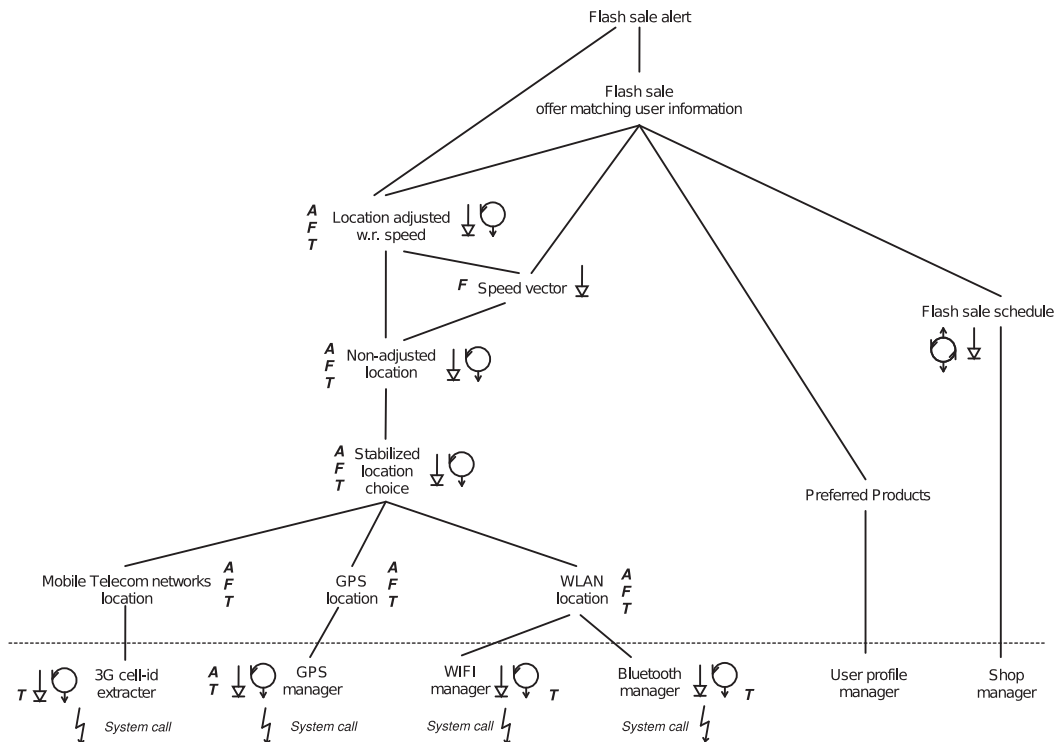 Flash sale alert
Flash sale
offer matching user information
A
F
T
Location adjusted
w.r. speed
F
Speed vector
Flash sale schedule
A
F
T
Non-adjusted
location
A
F
T
Stabilized
location
choice
Preferred Products
Mobile Telecom networks
location
A
F
T
GPS
location
A
F
T
WLAN
location
A
F
T
T
3G cell-id
extracter
A
T
GPS
manager
WIFI
manager
T
Bluetooth
manager
T
User profile
manager
Shop
manager
System call
System call
System call
System call